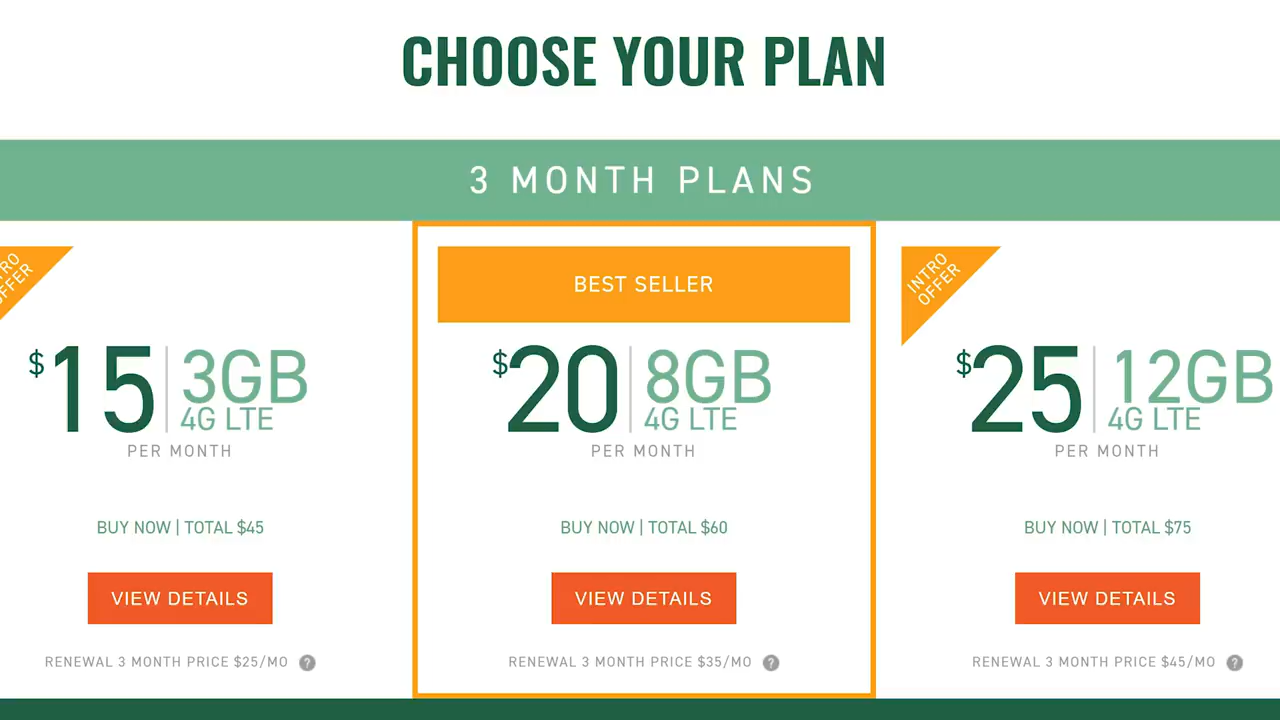 CHOOSE YOUR PLAN
3 MONTH PLANS
INTRO
OFFER
$15 3GB
4G LTE
PER MONTH
BUY NOW | TOTAL $45
VIEW DETAILS
RENEWAL 3 MONTH PRICE $25/MO ?
BEST SELLER
$20 8GB
4G LTE
PER MONTH
BUY NOW | TOTAL $60
VIEW DETAILS
RENEWAL 3 MONTH PRICE $35/MO ?
INTRO
OFFER
$25 12GB
4G LTE
PER MONTH
BUY NOW | TOTAL $75
VIEW DETAILS
RENEWAL 3 MONTH PRICE $45/MO ?